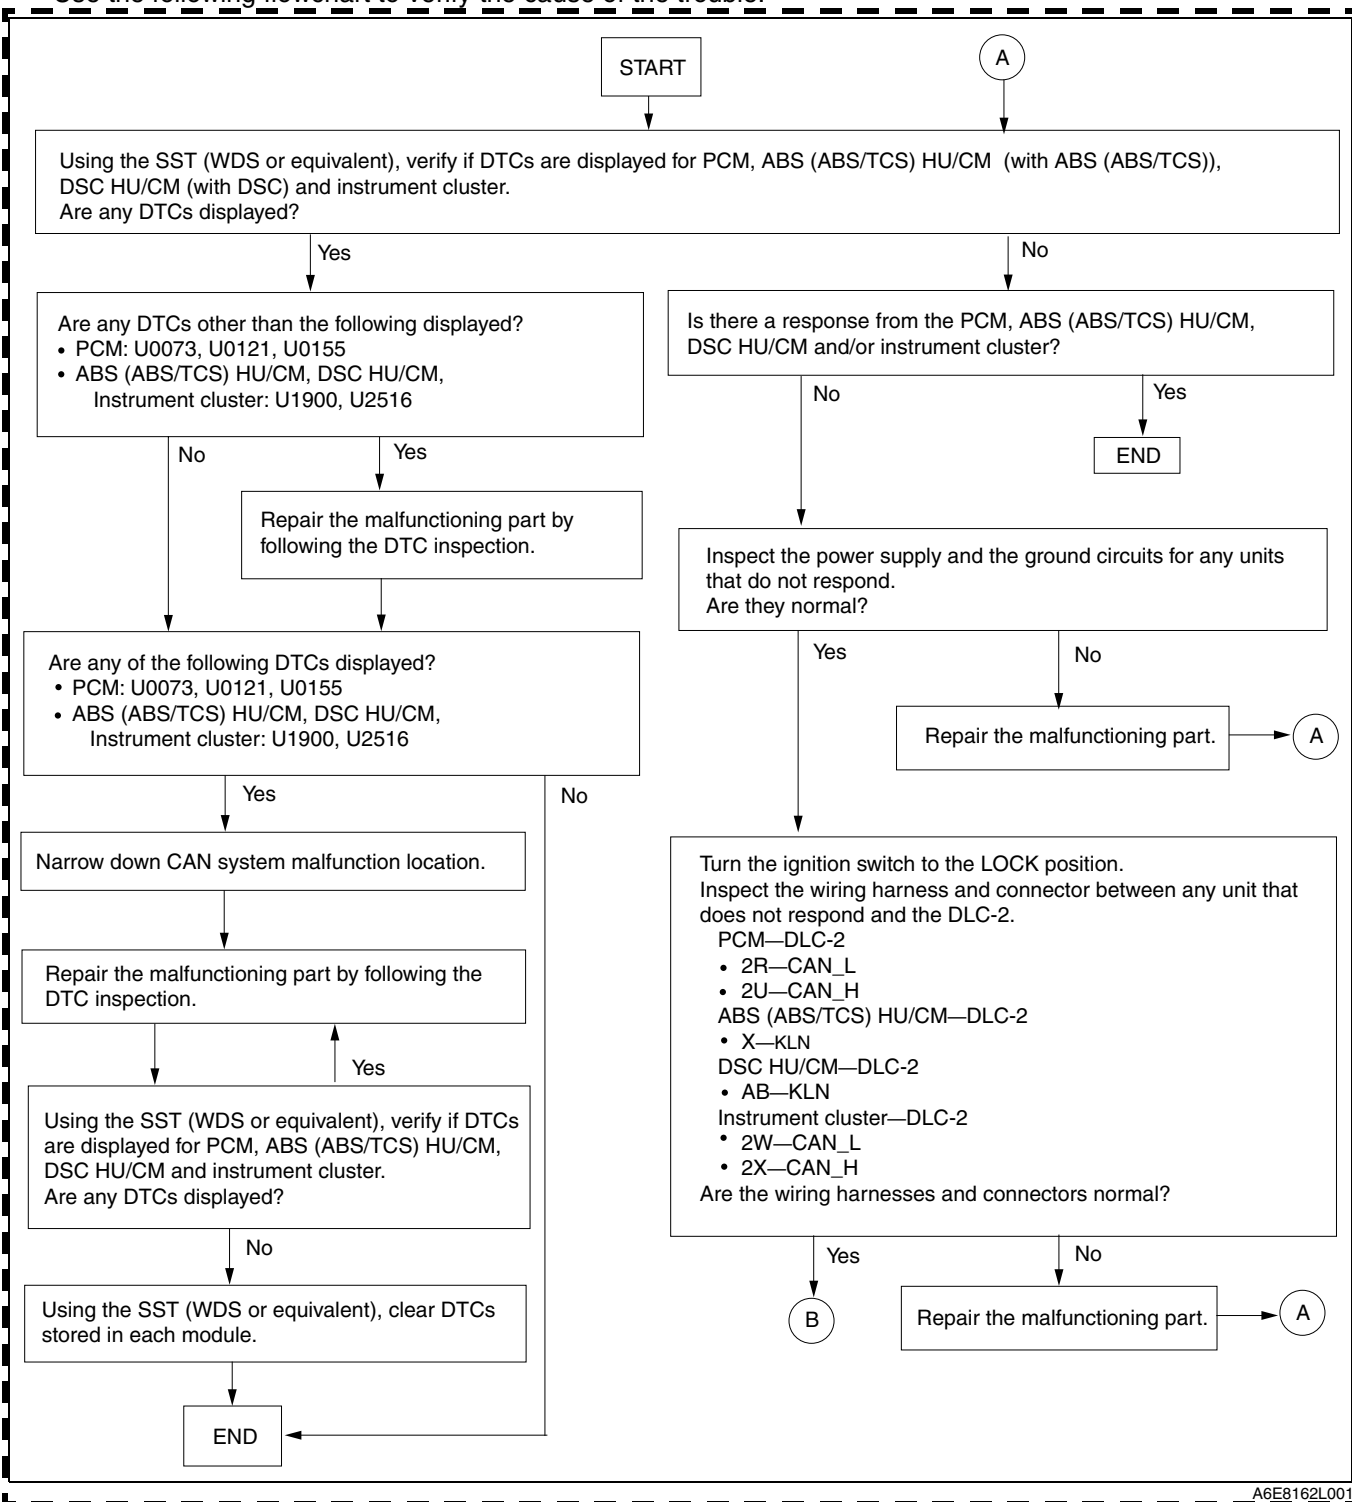 Use the following flowchart to verify the cause of the trouble.
START
A
Using the SST (WDS or equivalent), verify if DTCs are displayed for PCM, ABS (ABS/TCS) HU/CM (with ABS (ABS/TCS)),
DSC HU/CM (with DSC) and instrument cluster.
Are any DTCs displayed?
Yes
No
Are any DTCs other than the following displayed?
• PCM: U0073, U0121, U0155
• ABS (ABS/TCS) HU/CM, DSC HU/CM,
Instrument cluster: U1900, U2516
No
Yes
Repair the malfunctioning part by
following the DTC inspection.
Are any of the following DTCs displayed?
• PCM: U0073, U0121, U0155
• ABS (ABS/TCS) HU/CM, DSC HU/CM,
Instrument cluster: U1900, U2516
Yes
No
Narrow down CAN system malfunction location.
Repair the malfunctioning part by following the
DTC inspection.
Yes
Using the SST (WDS or equivalent), verify if DTCs
are displayed for PCM, ABS (ABS/TCS) HU/CM,
DSC HU/CM and instrument cluster.
Are any DTCs displayed?
No
Using the SST (WDS or equivalent), clear DTCs
stored in each module.
END
Is there a response from the PCM, ABS (ABS/TCS) HU/CM,
DSC HU/CM and/or instrument cluster?
No
Yes
END
Inspect the power supply and the ground circuits for any units
that do not respond.
Are they normal?
Yes
No
Repair the malfunctioning part.
A
Turn the ignition switch to the LOCK position.
Inspect the wiring harness and connector between any unit that
does not respond and the DLC-2.
PCM—DLC-2
• 2R—CAN_L
• 2U—CAN_H
ABS (ABS/TCS) HU/CM—DLC-2
• X—KLN
DSC HU/CM—DLC-2
• AB—KLN
Instrument cluster—DLC-2
• 2W—CAN_L
• 2X—CAN_H
Are the wiring harnesses and connectors normal?
Yes
No
B
Repair the malfunctioning part.
A
A6E8162L001